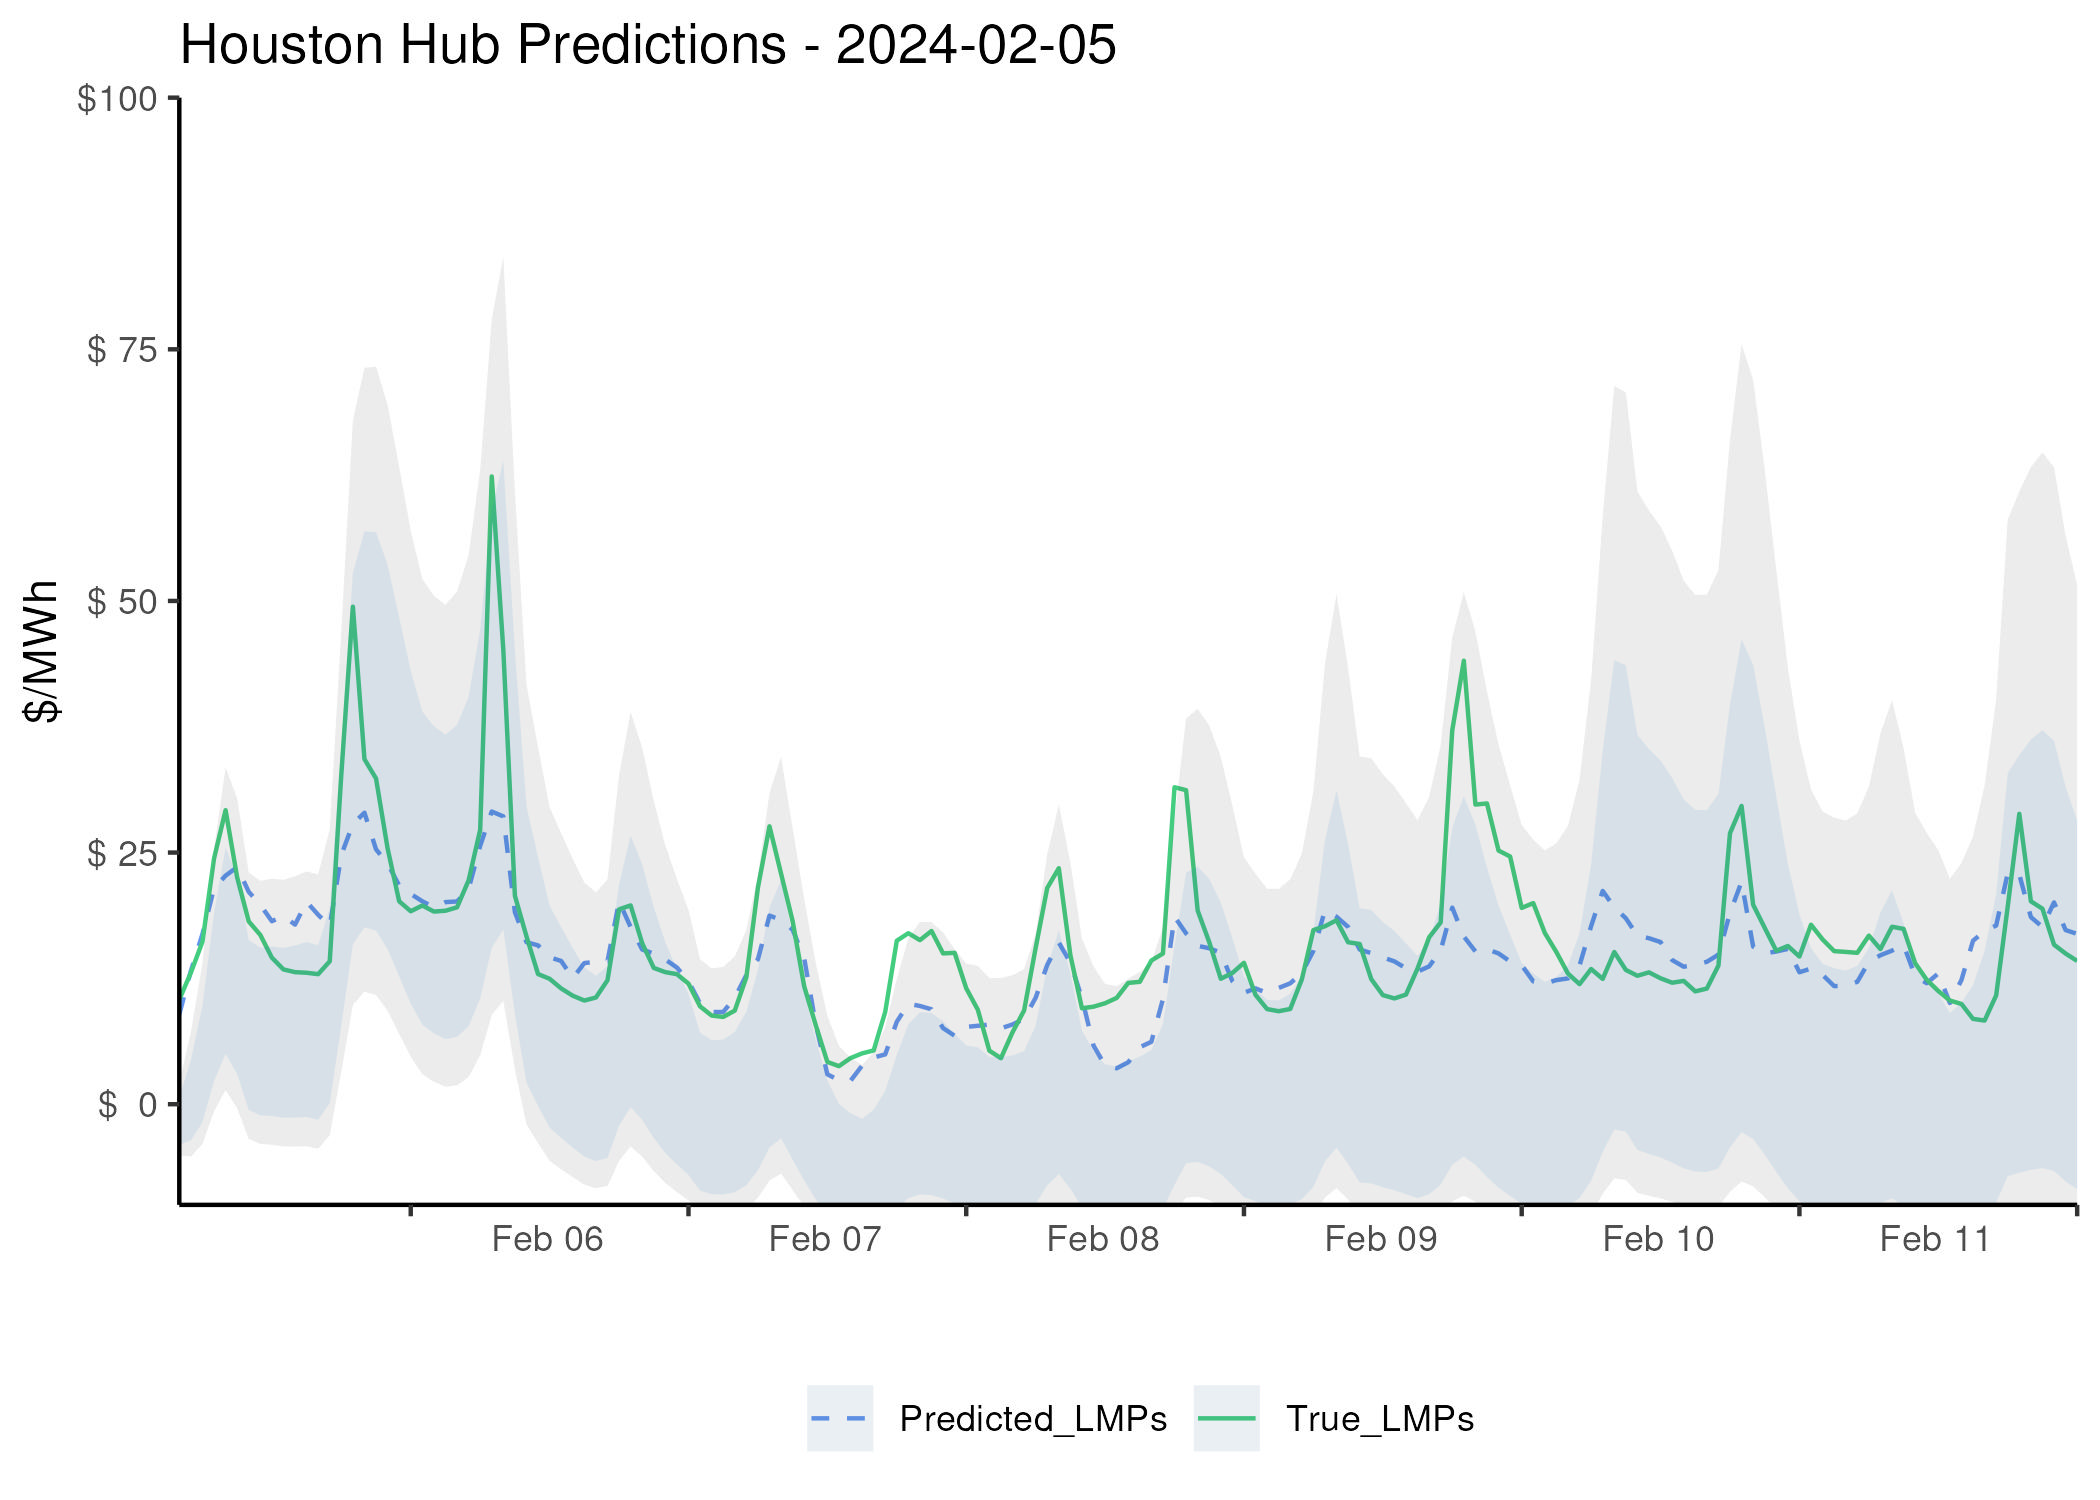 Houston Hub Predictions - 2024-02-05
$100
$ 75
$ 50
$ 25
$  0
$/MWh
Feb 06 Feb 07 Feb 08 Feb 09 Feb 10 Feb 11
Predicted_LMPs True_LMPs